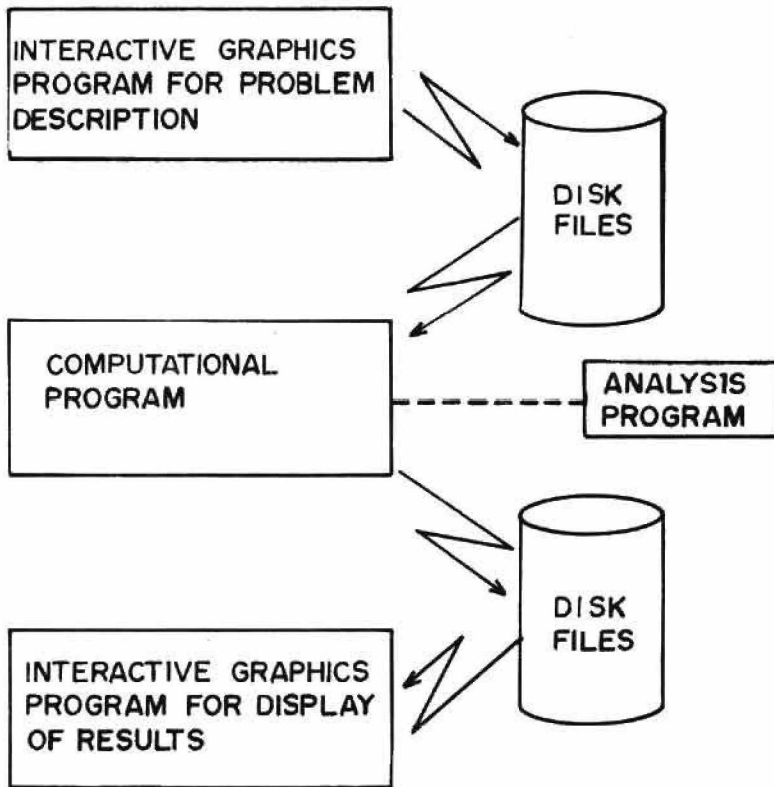 INTERACTIVE GRAPHICS
PROGRAM FOR PROBLEM
DESCRIPTION
DISK
FILES
COMPUTATIONAL
PROGRAM
ANALYSIS
PROGRAM
DISK
FILES
INTERACTIVE GRAPHICS
PROGRAM FOR DISPLAY
OF RESULTS